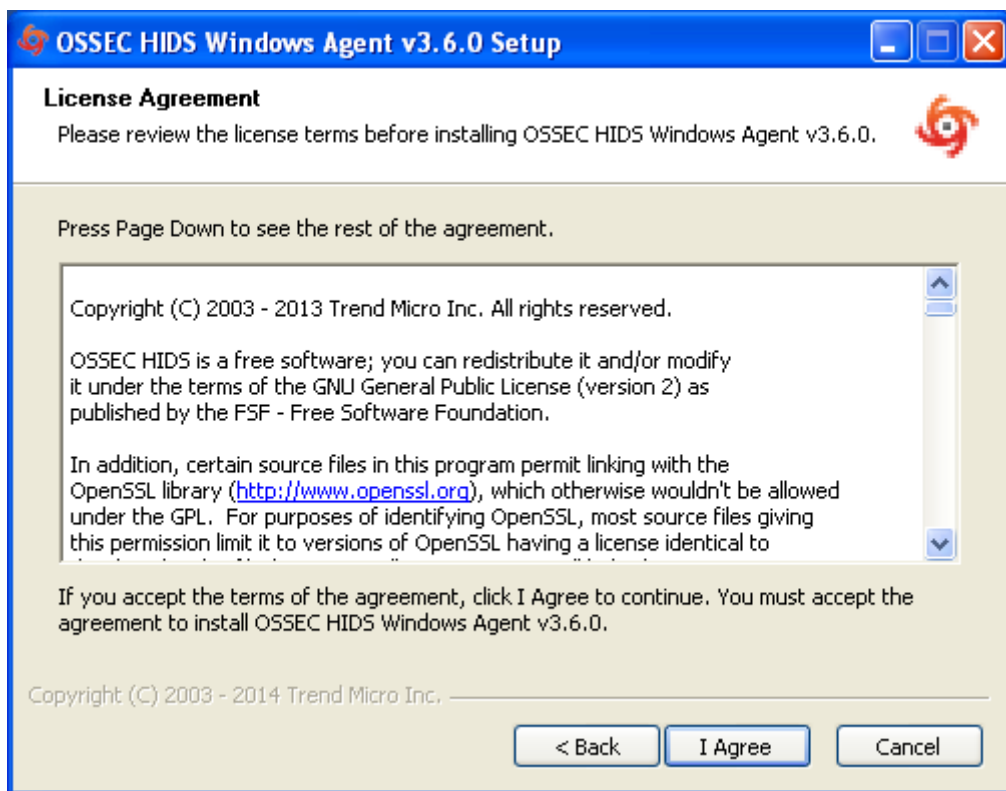 OSSEC HIDS Windows Agent v3.6.0 Setup
License Agreement
Please review the license terms before installing OSSEC HIDS Windows Agent v3.6.0.
Press Page Down to see the rest of the agreement.
Copyright (C) 2003 - 2013 Trend Micro Inc. All rights reserved.
OSSEC HIDS is a free software; you can redistribute it and/or modify
it under the terms of the GNU General Public License (version 2) as
published by the FSF - Free Software Foundation.
In addition, certain source files in this program permit linking with the
OpenSSL library (http://www.openssl.org), which otherwise wouldn't be allowed
under the GPL.  For purposes of identifying OpenSSL, most source files giving
this permission limit it to versions of OpenSSL having a license identical to
If you accept the terms of the agreement, click I Agree to continue. You must accept the
agreement to install OSSEC HIDS Windows Agent v3.6.0.
Copyright (C) 2003 - 2014 Trend Micro Inc.
< Back
I Agree
Cancel